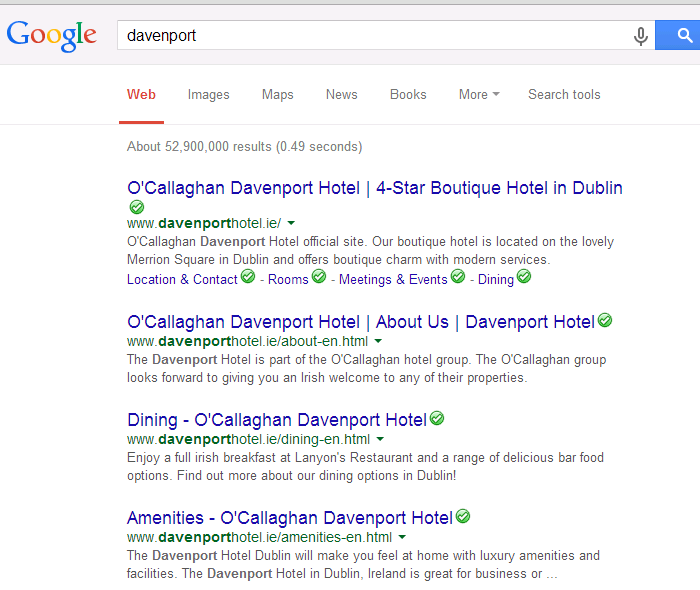 Google
davenport
Web Images Maps News Books More Search tools
About 52,900,000 results (0.49 seconds)
O'Callaghan Davenport Hotel | 4-Star Boutique Hotel in Dublin
www.davenporthotel.ie/
O'Callaghan Davenport Hotel official site. Our boutique hotel is located on the lovely
Merrion Square in Dublin and offers boutique charm with modern services.
Location & Contact - Rooms - Meetings & Events - Dining
O'Callaghan Davenport Hotel | About Us | Davenport Hotel
www.davenporthotel.ie/about-en.html
The Davenport Hotel is part of the O'Callaghan hotel group. The O'Callaghan group
looks forward to giving you an Irish welcome to any of their properties.
Dining - O'Callaghan Davenport Hotel
www.davenporthotel.ie/dining-en.html
Enjoy a full irish breakfast at Lanyon's Restaurant and a range of delicious bar food
options. Find out more about our dining options in Dublin!
Amenities - O'Callaghan Davenport Hotel
www.davenporthotel.ie/amenities-en.html
The Davenport Hotel Dublin will make you feel at home with luxury amenities and
facilities. The Davenport Hotel in Dublin, Ireland is great for business or ...